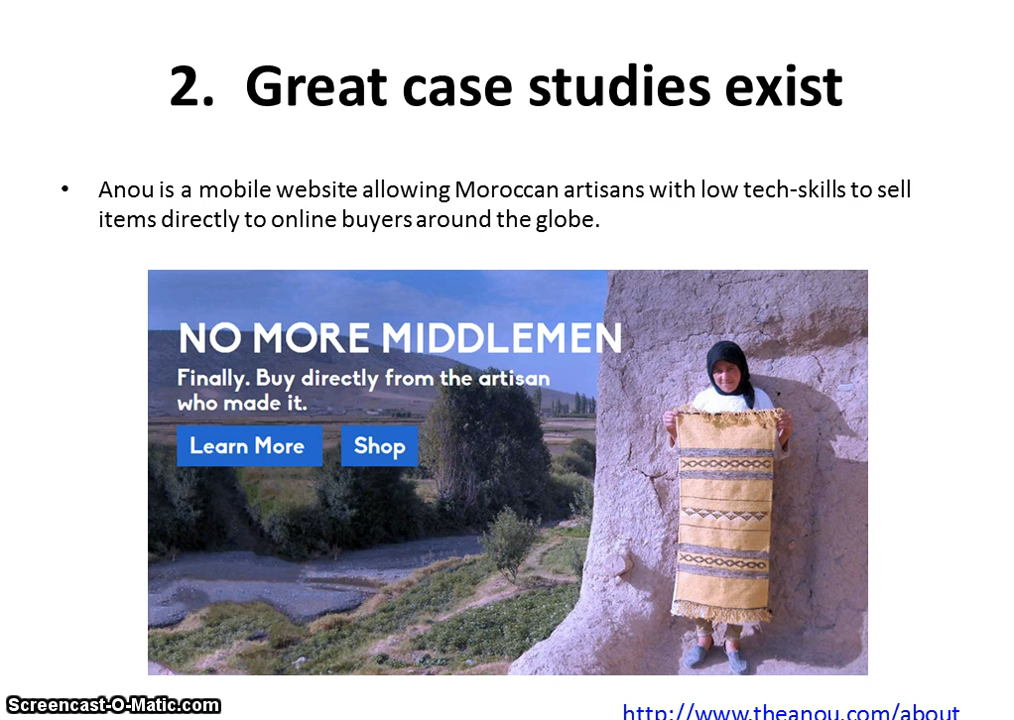 2. Great case studies exist
• Anou is a mobile website allowing Moroccan artisans with low tech-skills to sell
items directly to online buyers around the globe.
NO MORE MIDDLEMEN
Finally. Buy directly from the artisan
who made it.
Learn More
Shop
Screencast-O-Matic.com
http://www.theanou.com/about